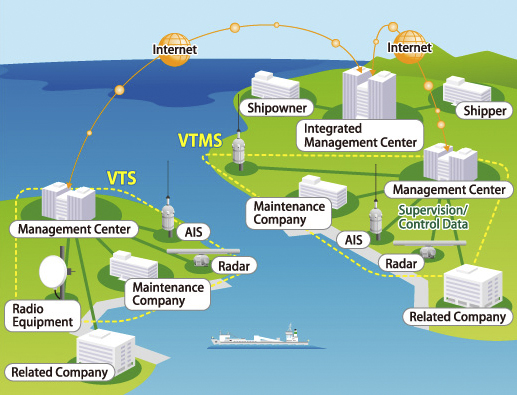 Internet
Internet
Shipowner
Shipper
Integrated
Management Center
VTMS
VTS
Management Center
Maintenance
Company
Supervision/
Control Data
AIS
Management Center
AIS
Radar
Radar
Maintenance
Company
Radio
Equipment
Related Company
Related Company